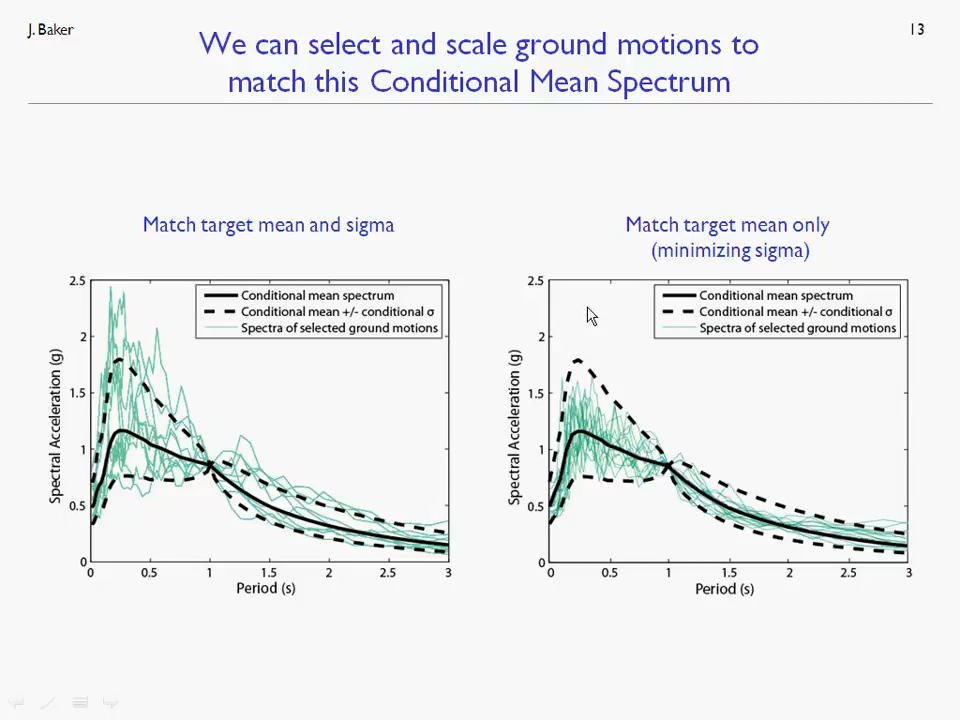 J. Baker
13
We can select and scale ground motions to
match this Conditional Mean Spectrum
Match target mean and sigma
2.5
2
1.5
1
0.5
0
Spectral Acceleration (g)
Conditional mean spectrum
Conditional mean +/- conditional σ
Spectra of selected ground motions
0 0.5 1 1.5 2 2.5 3
Period (s)
Match target mean only
(minimizing sigma)
2.5
2
1.5
1
0.5
0
Spectral Acceleration (g)
Conditional mean spectrum
Conditional mean +/- conditional σ
Spectra of selected ground motions
0 0.5 1 1.5 2 2.5 3
Period (s)